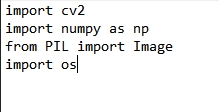 import cv2
import numpy as np
from PIL import Image
import os